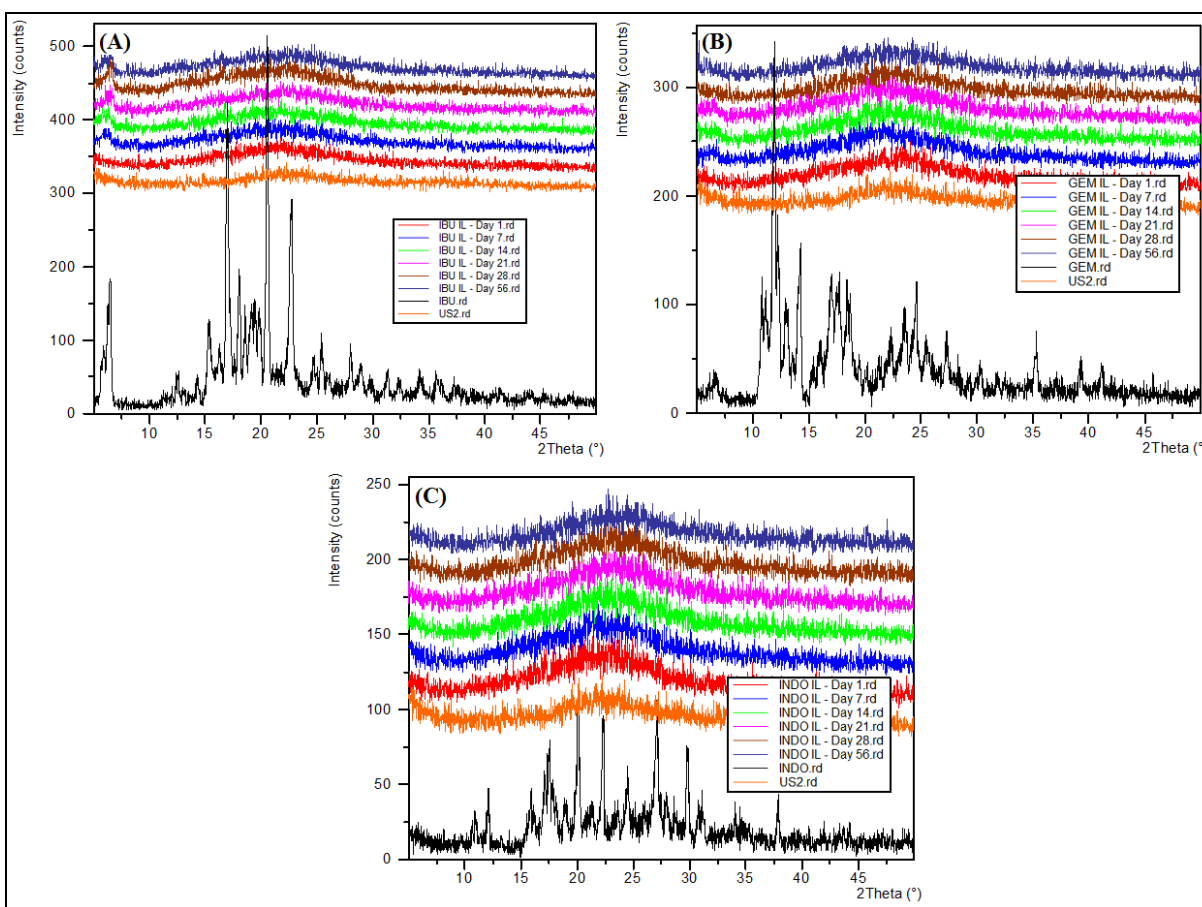 (A)
Intensity (counts)
500
400
300
200
100
0
IBU IL - Day 1.rd
IBU IL - Day 7.rd
IBU IL - Day 14.rd
IBU IL - Day 21.rd
IBU IL - Day 28.rd
IBU IL - Day 56.rd
IBU.rd
US2.rd
10 15 20 25 30 35 40 45
2Theta (°)
(B)
Intensity (counts)
300
200
100
0
GEM IL - Day 1.rd
GEM IL - Day 7.rd
GEM IL - Day 14.rd
GEM IL - Day 21.rd
GEM IL - Day 28.rd
GEM IL - Day 56.rd
GEM.rd
US2.rd
10 15 20 25 30 35 40 45
2Theta (°)
(C)
Intensity (counts)
250
200
150
100
50
0
INDO IL - Day 1.rd
INDO IL - Day 7.rd
INDO IL - Day 14.rd
INDO IL - Day 21.rd
INDO IL - Day 28.rd
INDO IL - Day 56.rd
INDO.rd
US2.rd
10 15 20 25 30 35 40 45
2Theta (°)